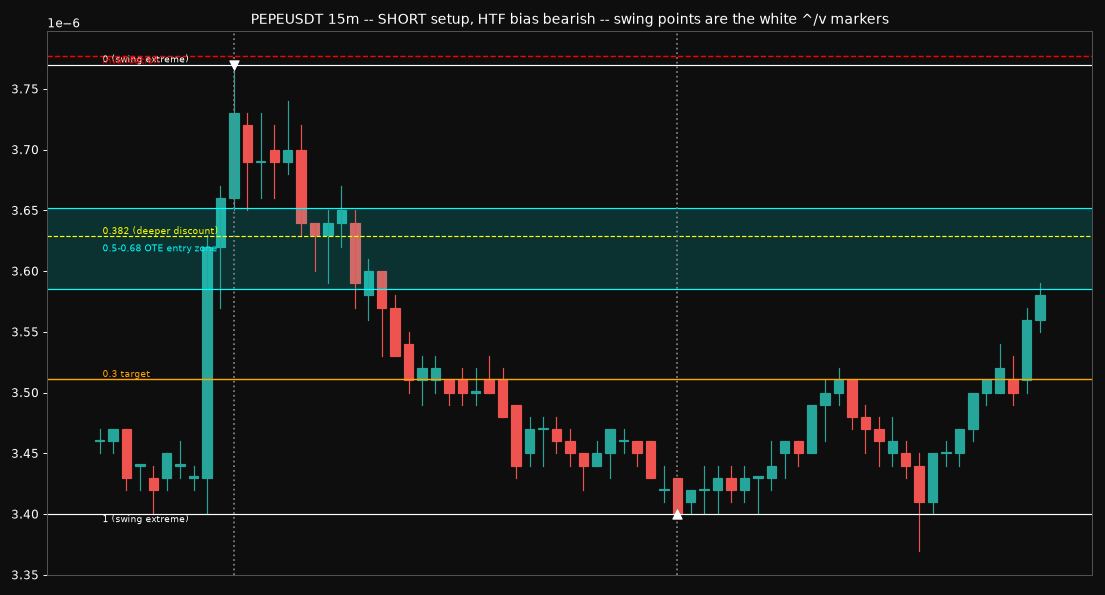 PEPEUSDT 15m -- SHORT setup, HTF bias bearish -- swing points are the white ^/v markers
1e−6
0 (swing extreme)
3.75
3.70
3.65
0.382 (deeper discount)
0.5-0.68 OTE entry zone
3.60
3.55
0.3 target
3.50
3.45
3.40
1 (swing extreme)
3.35